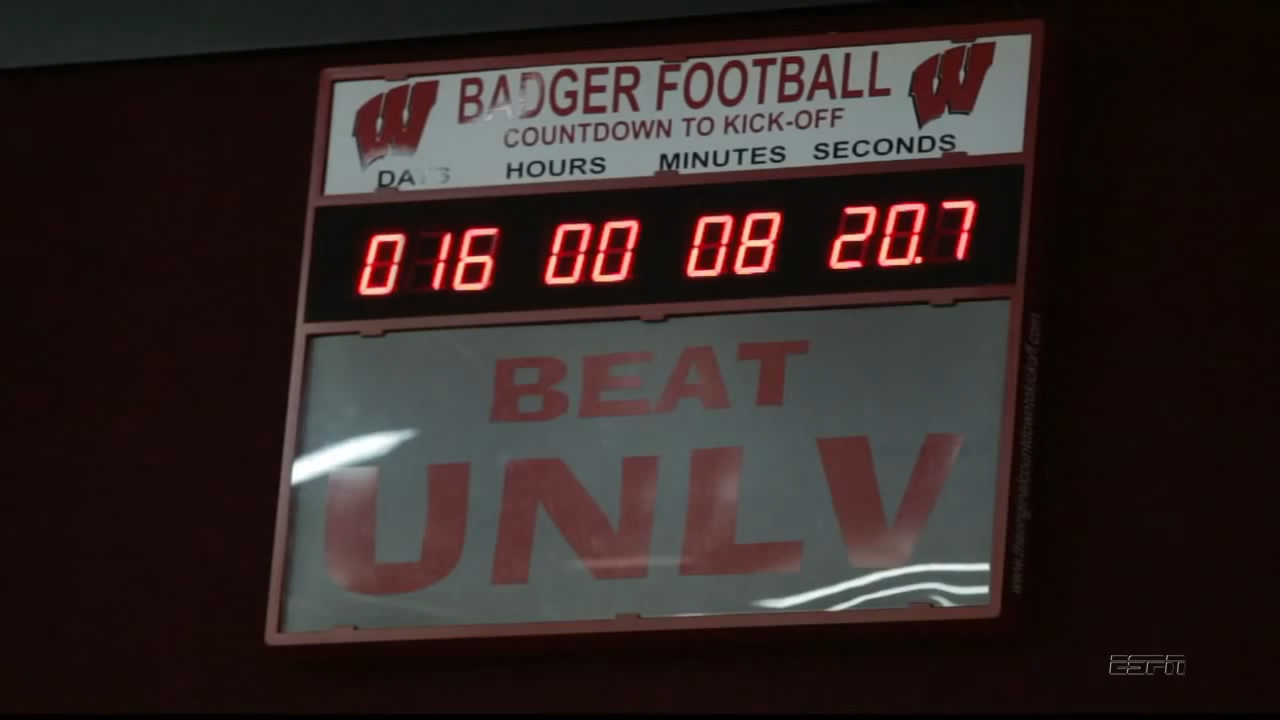 W BADGER FOOTBALL W
COUNTDOWN TO KICK-OFF
DAYS HOURS MINUTES SECONDS
016 00 08 20.7
BEAT
UNLV
ESPN